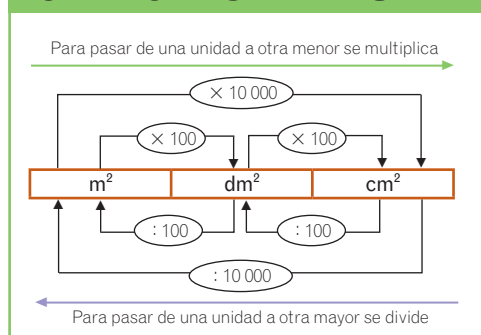 Para pasar de una unidad a otra menor se multiplica
× 10 000
× 100 × 100
m² dm² cm²
: 100 : 100
: 10 000
Para pasar de una unidad a otra mayor se divide